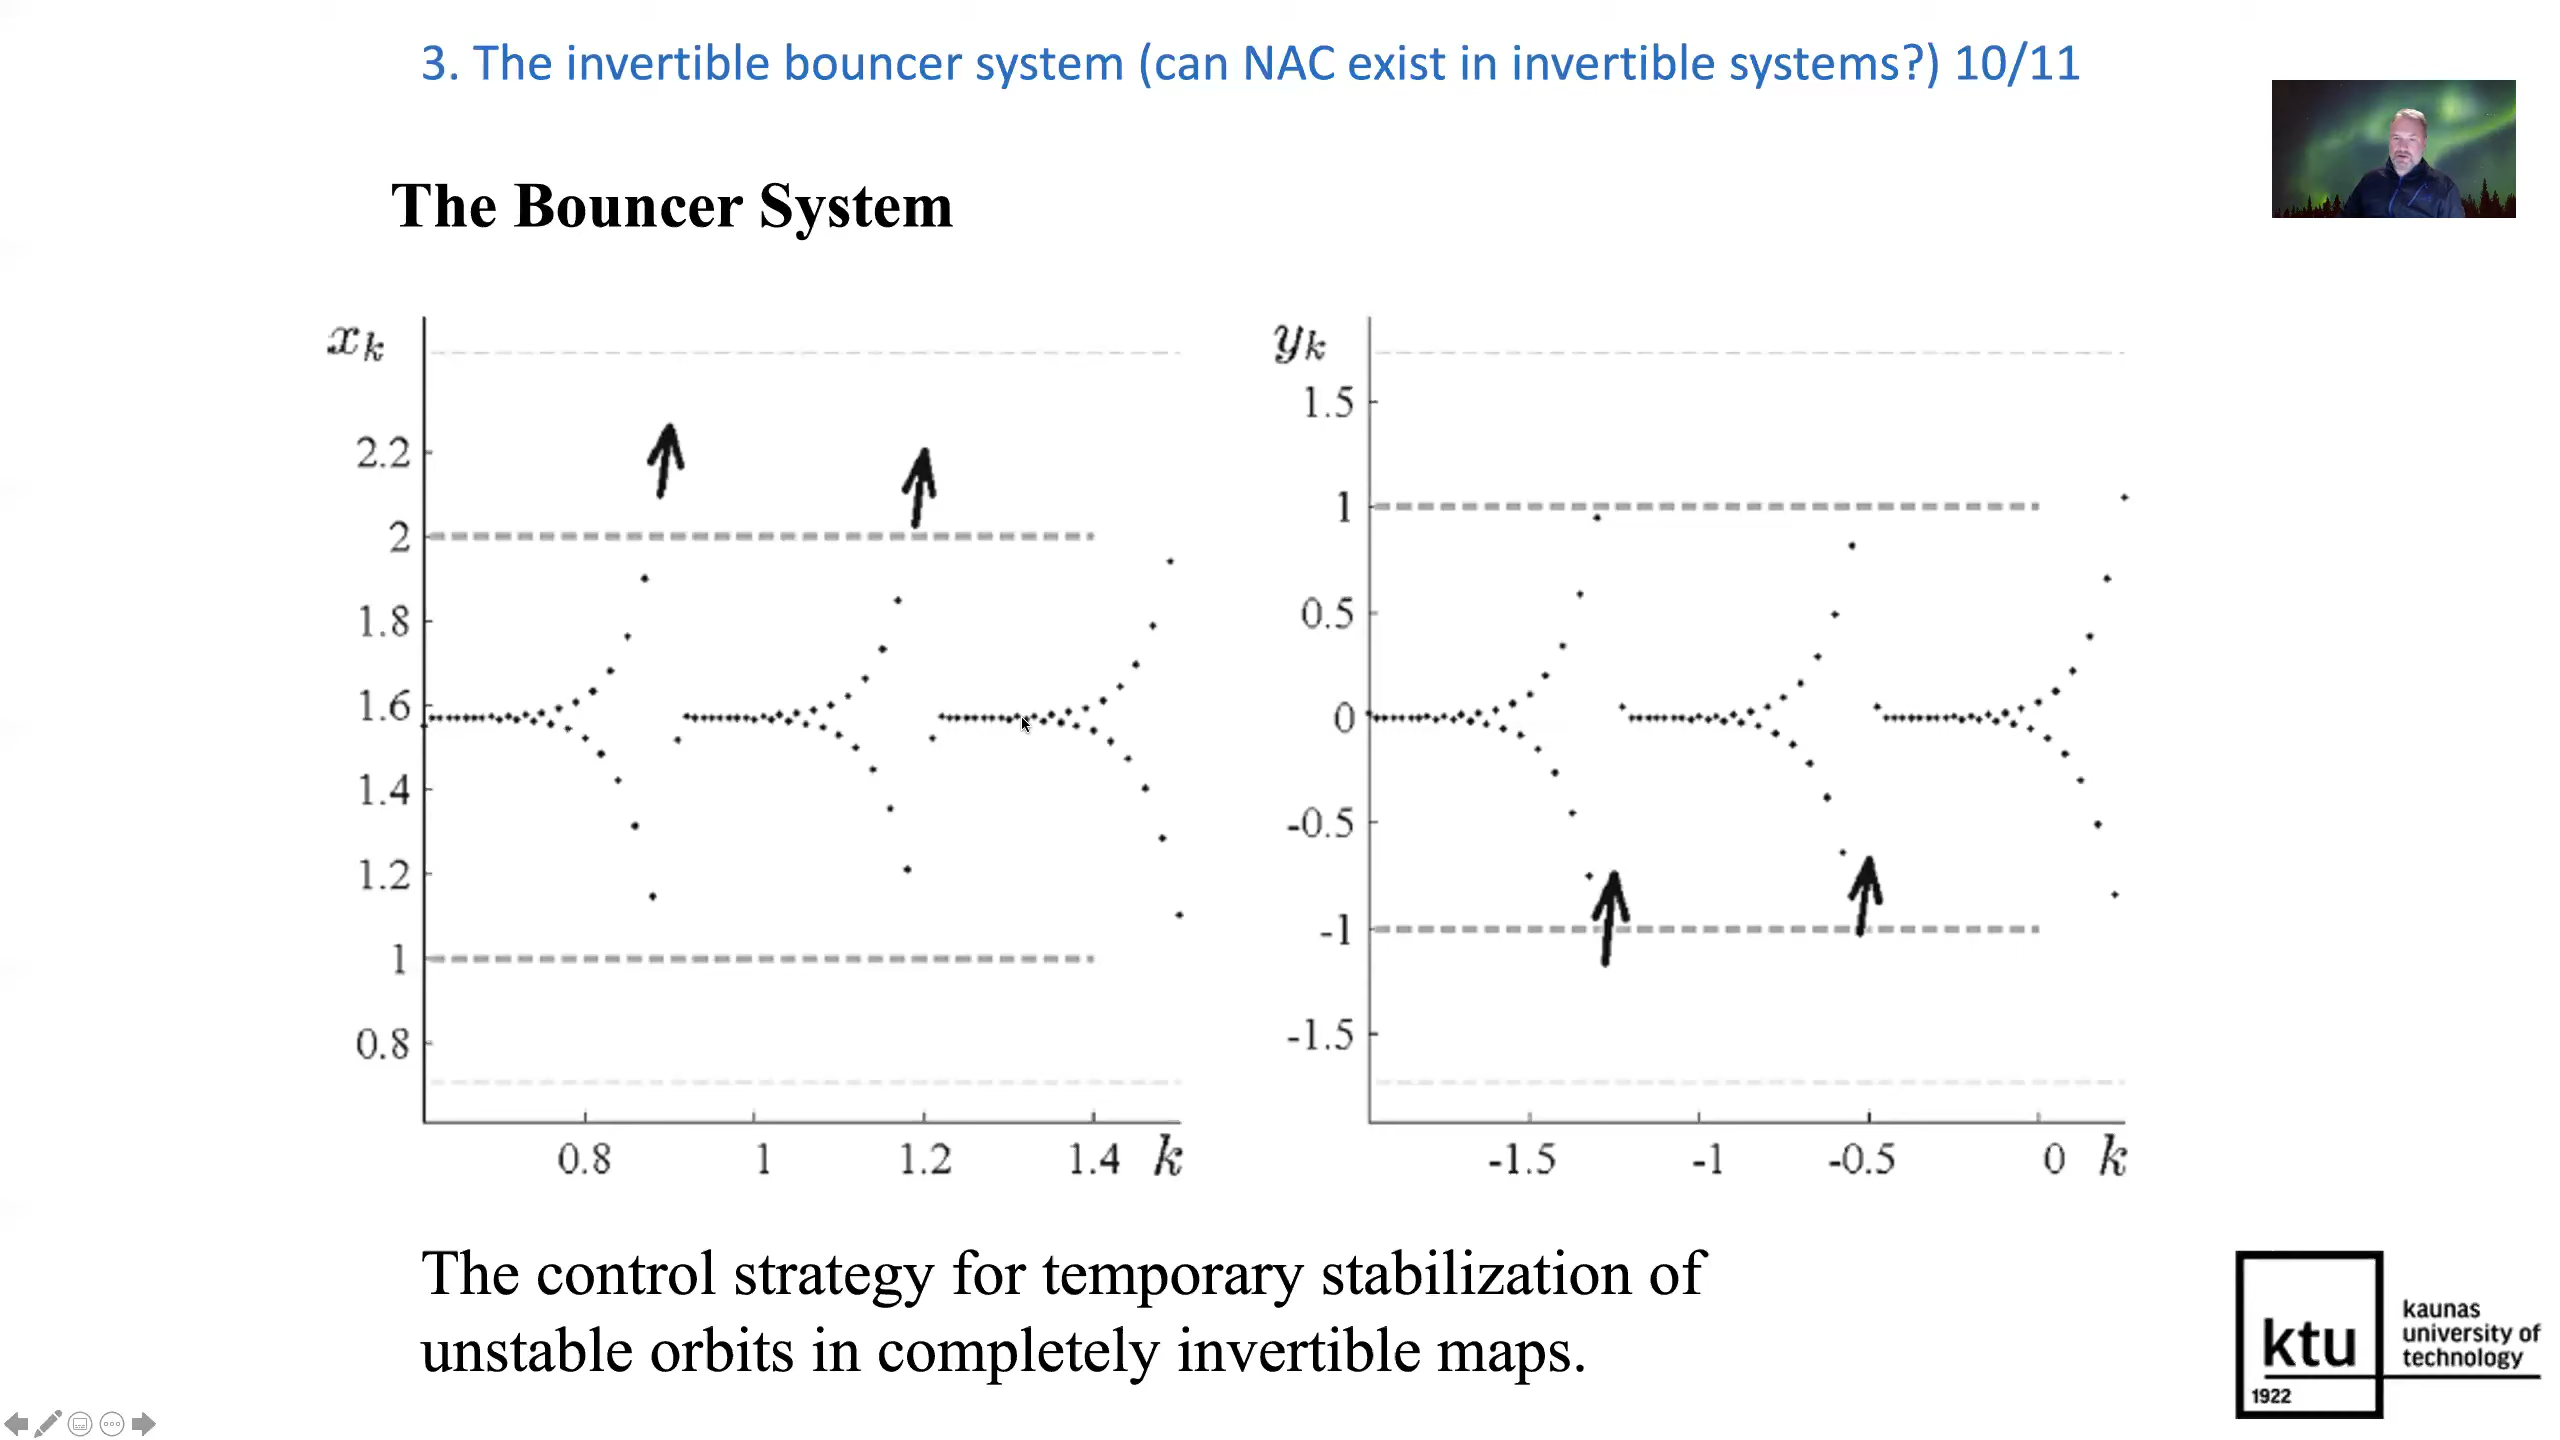 3. The invertible bouncer system (can NAC exist in invertible systems?) 10/11
The Bouncer System
xk
2.2
2
1.8
1.6
1.4
1.2
1
0.8
0.8 1 1.2 1.4 k
yk
1.5
1
0.5
0
-0.5
-1
-1.5
-1.5 -1 -0.5 0 k
The control strategy for temporary stabilization of
unstable orbits in completely invertible maps.
ktu
1922
kaunas
university of
technology